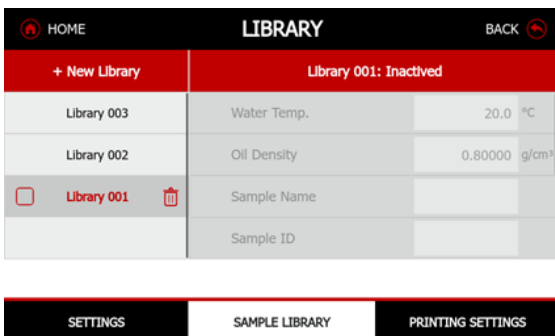 HOME LIBRARY BACK
+ New Library Library 001: Inactived
Library 003 Water Temp. 20.0 °C
Library 002 Oil Density 0.80000 g/cm³
Library 001 Sample Name
Sample ID
SETTINGS SAMPLE LIBRARY PRINTING SETTINGS